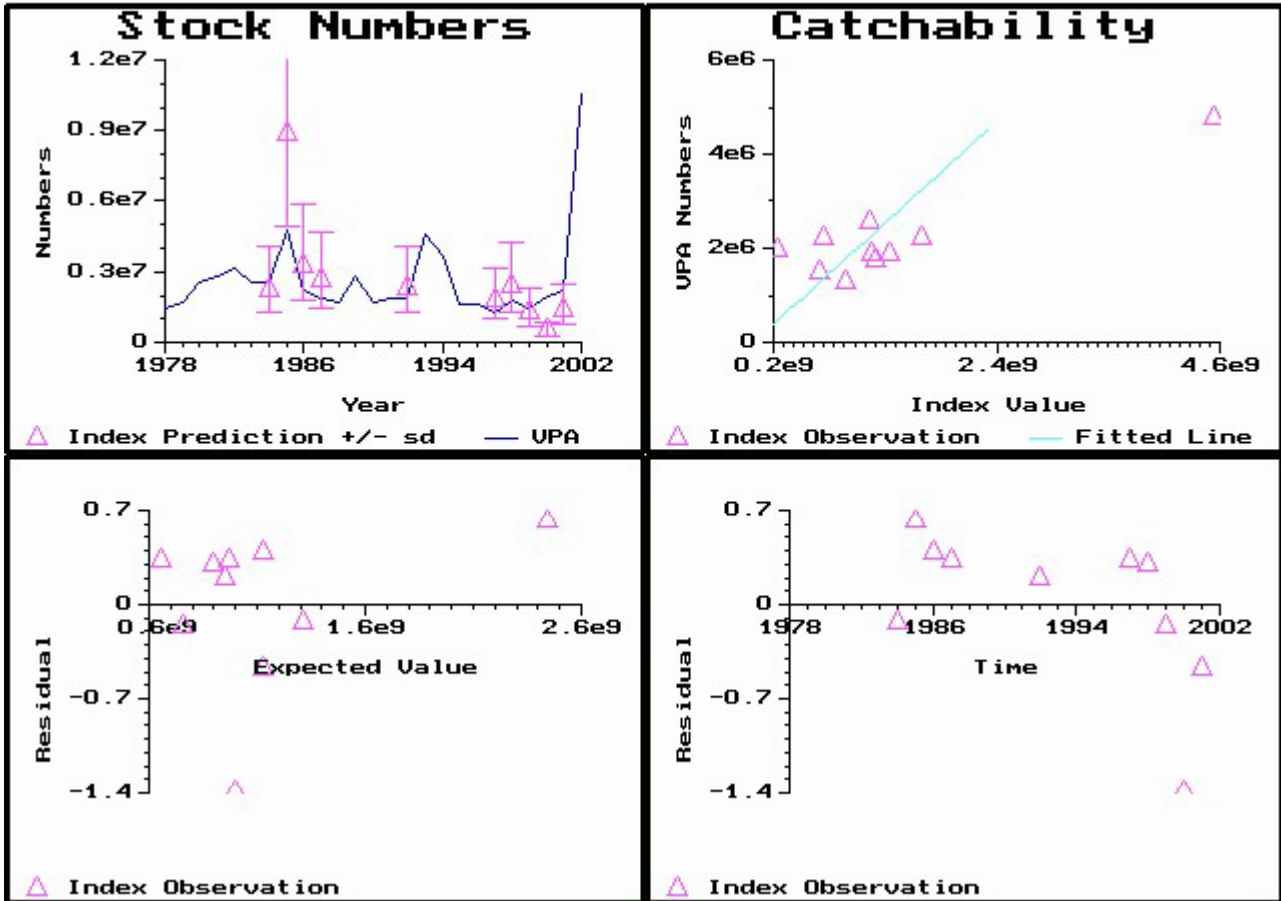 Stock Numbers
1.2e7
0.9e7
0.6e7
0.3e7
0
Numbers
1978 1986 1994 2002
Year
Index Prediction +/- sd VPA
Catchability
6e6
4e6
2e6
0
VPA Numbers
0.2e9 2.4e9 4.6e9
Index Value
Index Observation Fitted Line
0.7
0
-0.7
-1.4
Residual
0.6e9 1.6e9 2.6e9
Expected Value
Index Observation
0.7
0
-0.7
-1.4
Residual
1978 1986 1994 2002
Time
Index Observation